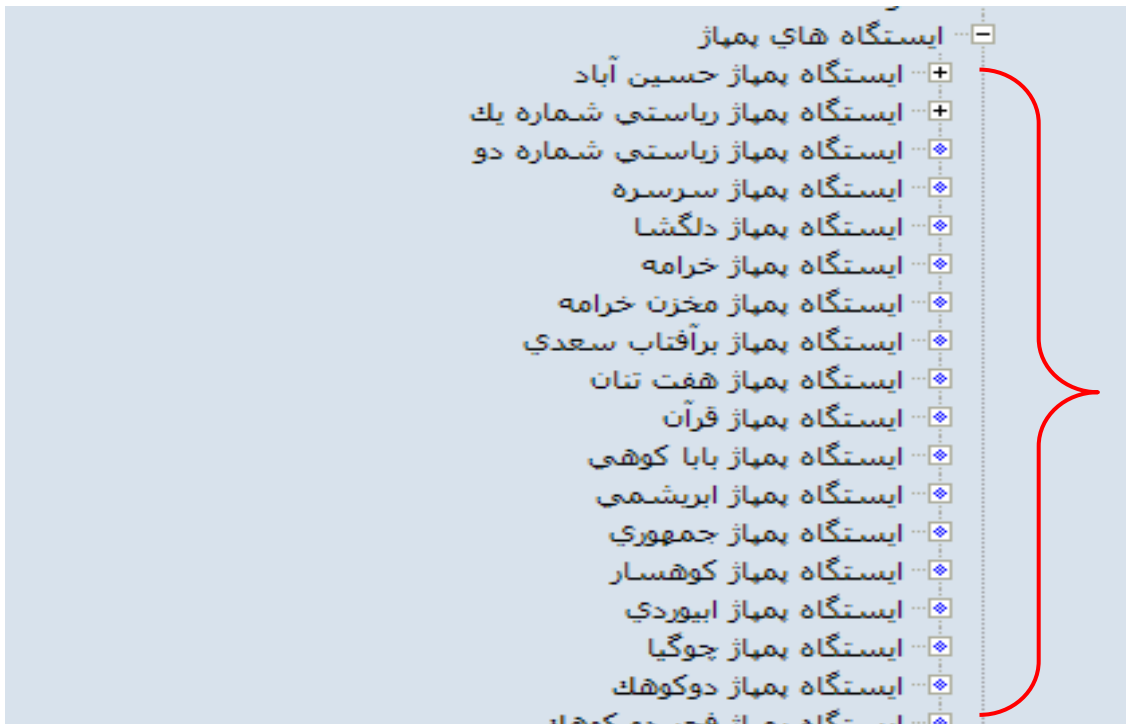 ايستگاه هاي پمپاژ
ايستگاه پمپاژ حسين آباد
ايستگاه پمپاژ رياستي شماره يك
ايستگاه پمپاژ زياستي شماره دو
ايستگاه پمپاژ سرسره
ايستگاه پمپاژ دلگشا
ايستگاه پمپاژ خرامه
ايستگاه پمپاژ مخزن خرامه
ايستگاه پمپاژ برآفتاب سعدي
ايستگاه پمپاژ هفت تنان
ايستگاه پمپاژ قرآن
ايستگاه پمپاژ بابا كوهي
ايستگاه پمپاژ ابريشمي
ايستگاه پمپاژ جمهوري
ايستگاه پمپاژ كوهسار
ايستگاه پمپاژ ابيوردي
ايستگاه پمپاژ چوگيا
ايستگاه پمپاژ دوكوهك